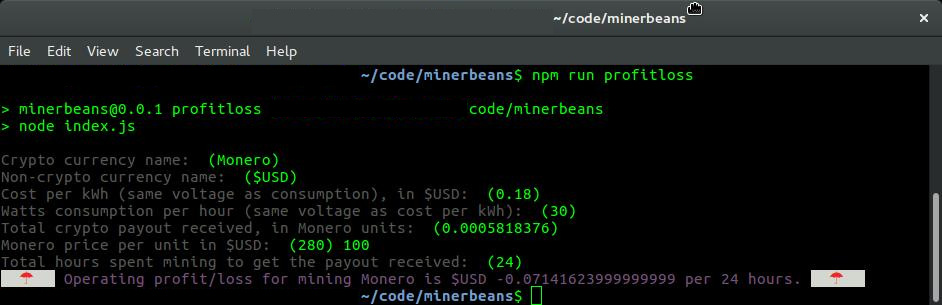 ~/code/minerbeans
File Edit View Search Terminal Help
~/code/minerbeans$ npm run profitloss
> minerbeans@0.0.1 profitloss code/minerbeans
> node index.js
Crypto currency name: (Monero)
Non-crypto currency name: ($USD)
Cost per kWh (same voltage as consumption), in $USD: (0.18)
Watts consumption per hour (same voltage as cost per kWh): (30)
Total crypto payout received, in Monero units: (0.0005818376)
Monero price per unit in $USD: (280) 100
Total hours spent mining to get the payout received: (24)
☂ Operating profit/loss for mining Monero is $USD -0.07141623999999999 per 24 hours. ☂
~/code/minerbeans$